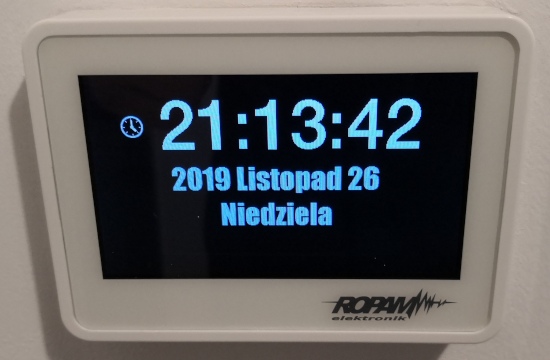 21:13:42
2019 Listopad 26
Niedziela
ROPAM
elektronik